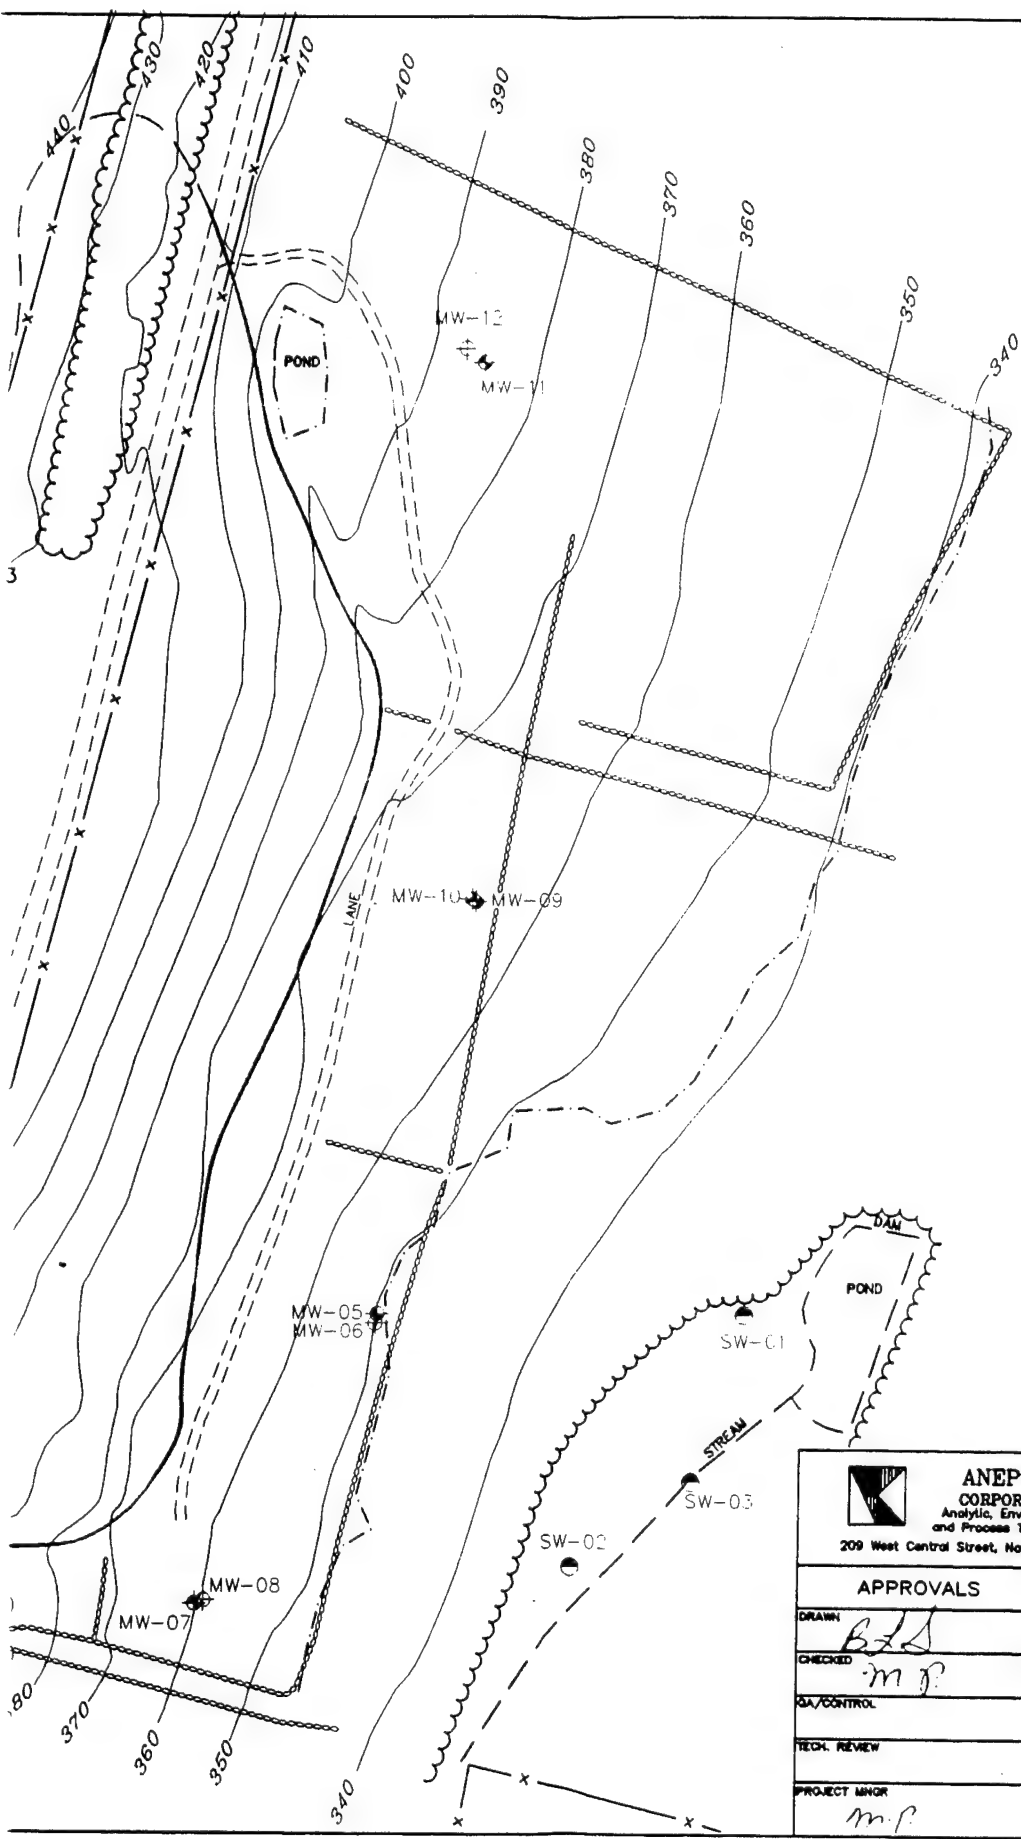 430
420
410
400
390
440
380
370
360
350
340
MW-12
POND
MW-11
3
LANE
MW-10
MW-09
DAM
POND
MW-05
MW-06
SW-01
STREAM
SW-03
SW-02
MW-08
MW-07
80
370
360
350
340
ANEP
CORPOR
Analytic, Env
and Process T
209 West Central Street, Na
APPROVALS
DRAWN
CHECKED
M P.
QA/CONTROL
TECH. REVIEW
PROJECT MNGR
M.P.